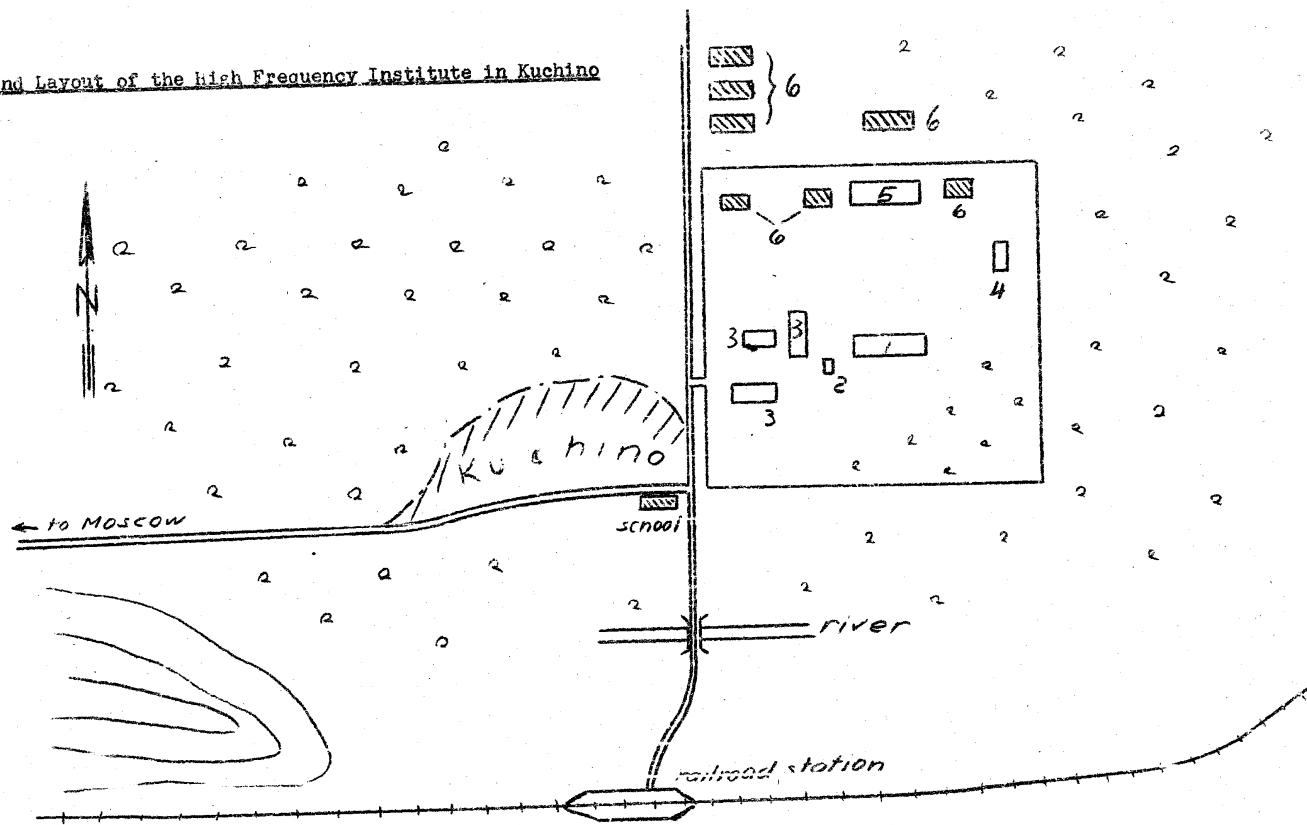 nd Layout of the High Frequency Institute in Kuchino
6
6
5
6
6
4
N
3
3
1
2
3
Kuchino
← to Moscow
school
river
railroad station